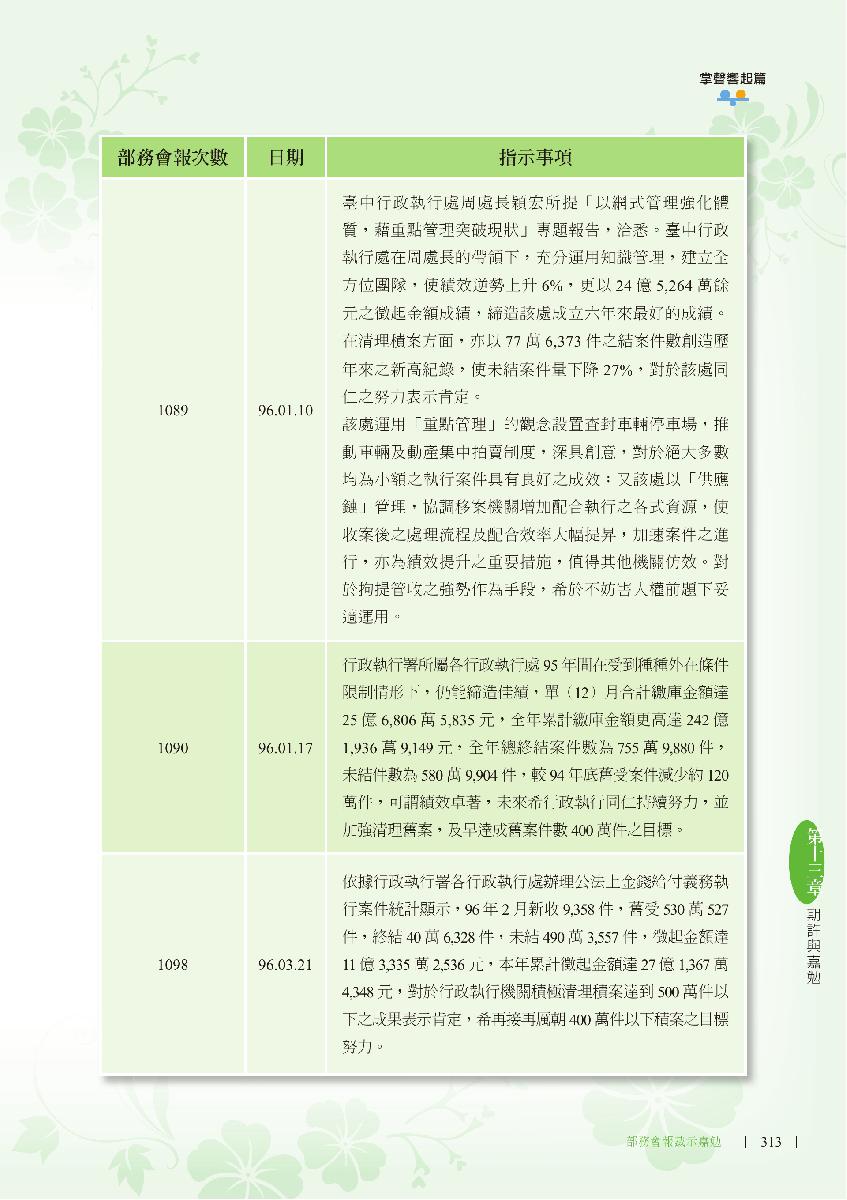 掌聲響起篇
部務會報次數 日期 指示事項
臺中行政執行處周處長穎宏所提「以網式管理強化體
質，藉重點管理突破現狀」專題報告，洽悉。臺中行政
執行處在周處長的帶領下，充分運用知識管理，建立全
方位團隊，使績效逆勢上升 6%，更以 24 億 5,264 萬餘
元之徵起金額成績，締造該處成立六年來最好的成績。
在清理積案方面，亦以 77 萬 6,373 件之結案件數創造歷
年來之新高紀錄，使未結案件量下降 27%，對於該處同
仁之努力表示肯定。
1089 96.01.10
該處運用「重點管理」的觀念設置查封車輛停車場，推
動車輛及動產集中拍賣制度，深具創意，對於絕大多數
均為小額之執行案件具有良好之成效；又該處以「供應
鏈」管理，協調移案機關增加配合執行之各式資源，使
收案後之處理流程及配合效率大幅提昇，加速案件之進
行，亦為績效提升之重要措施，值得其他機關仿效。對
於拘提管收之強勢作為手段，希於不妨害人權前題下妥
適運用。
行政執行署所屬各行政執行處 95 年間在受到種種外在條件
限制情形下，仍能締造佳績，單（12）月合計繳庫金額達
25 億 6,806 萬 5,835 元，全年累計繳庫金額更高達 242 億
1090 96.01.17 1,936 萬 9,149 元，全年總終結案件數為 755 萬 9,880 件，
未結件數為 580 萬 9,904 件，較 94 年底舊受案件減少約 120
萬件，可謂績效卓著，未來希行政執行同仁持續努力，並
加強清理舊案，及早達成舊案件數 400 萬件之目標。
依據行政執行署各行政執行處辦理公法上金錢給付義務執
行案件統計顯示，96 年 2 月新收 9,358 件，舊受 530 萬 527
件，終結 40 萬 6,328 件，未結 490 萬 3,557 件，徵起金額達
1098 96.03.21 11 億 3,335 萬 2,536 元，本年累計徵起金額達 27 億 1,367 萬
4,348 元，對於行政執行機關積極清理積案達到 500 萬件以
下之成果表示肯定，希再接再厲朝 400 萬件以下積案之目標
努力。
第十三章 期許與嘉勉
部務會報裁示嘉勉 | 313 |